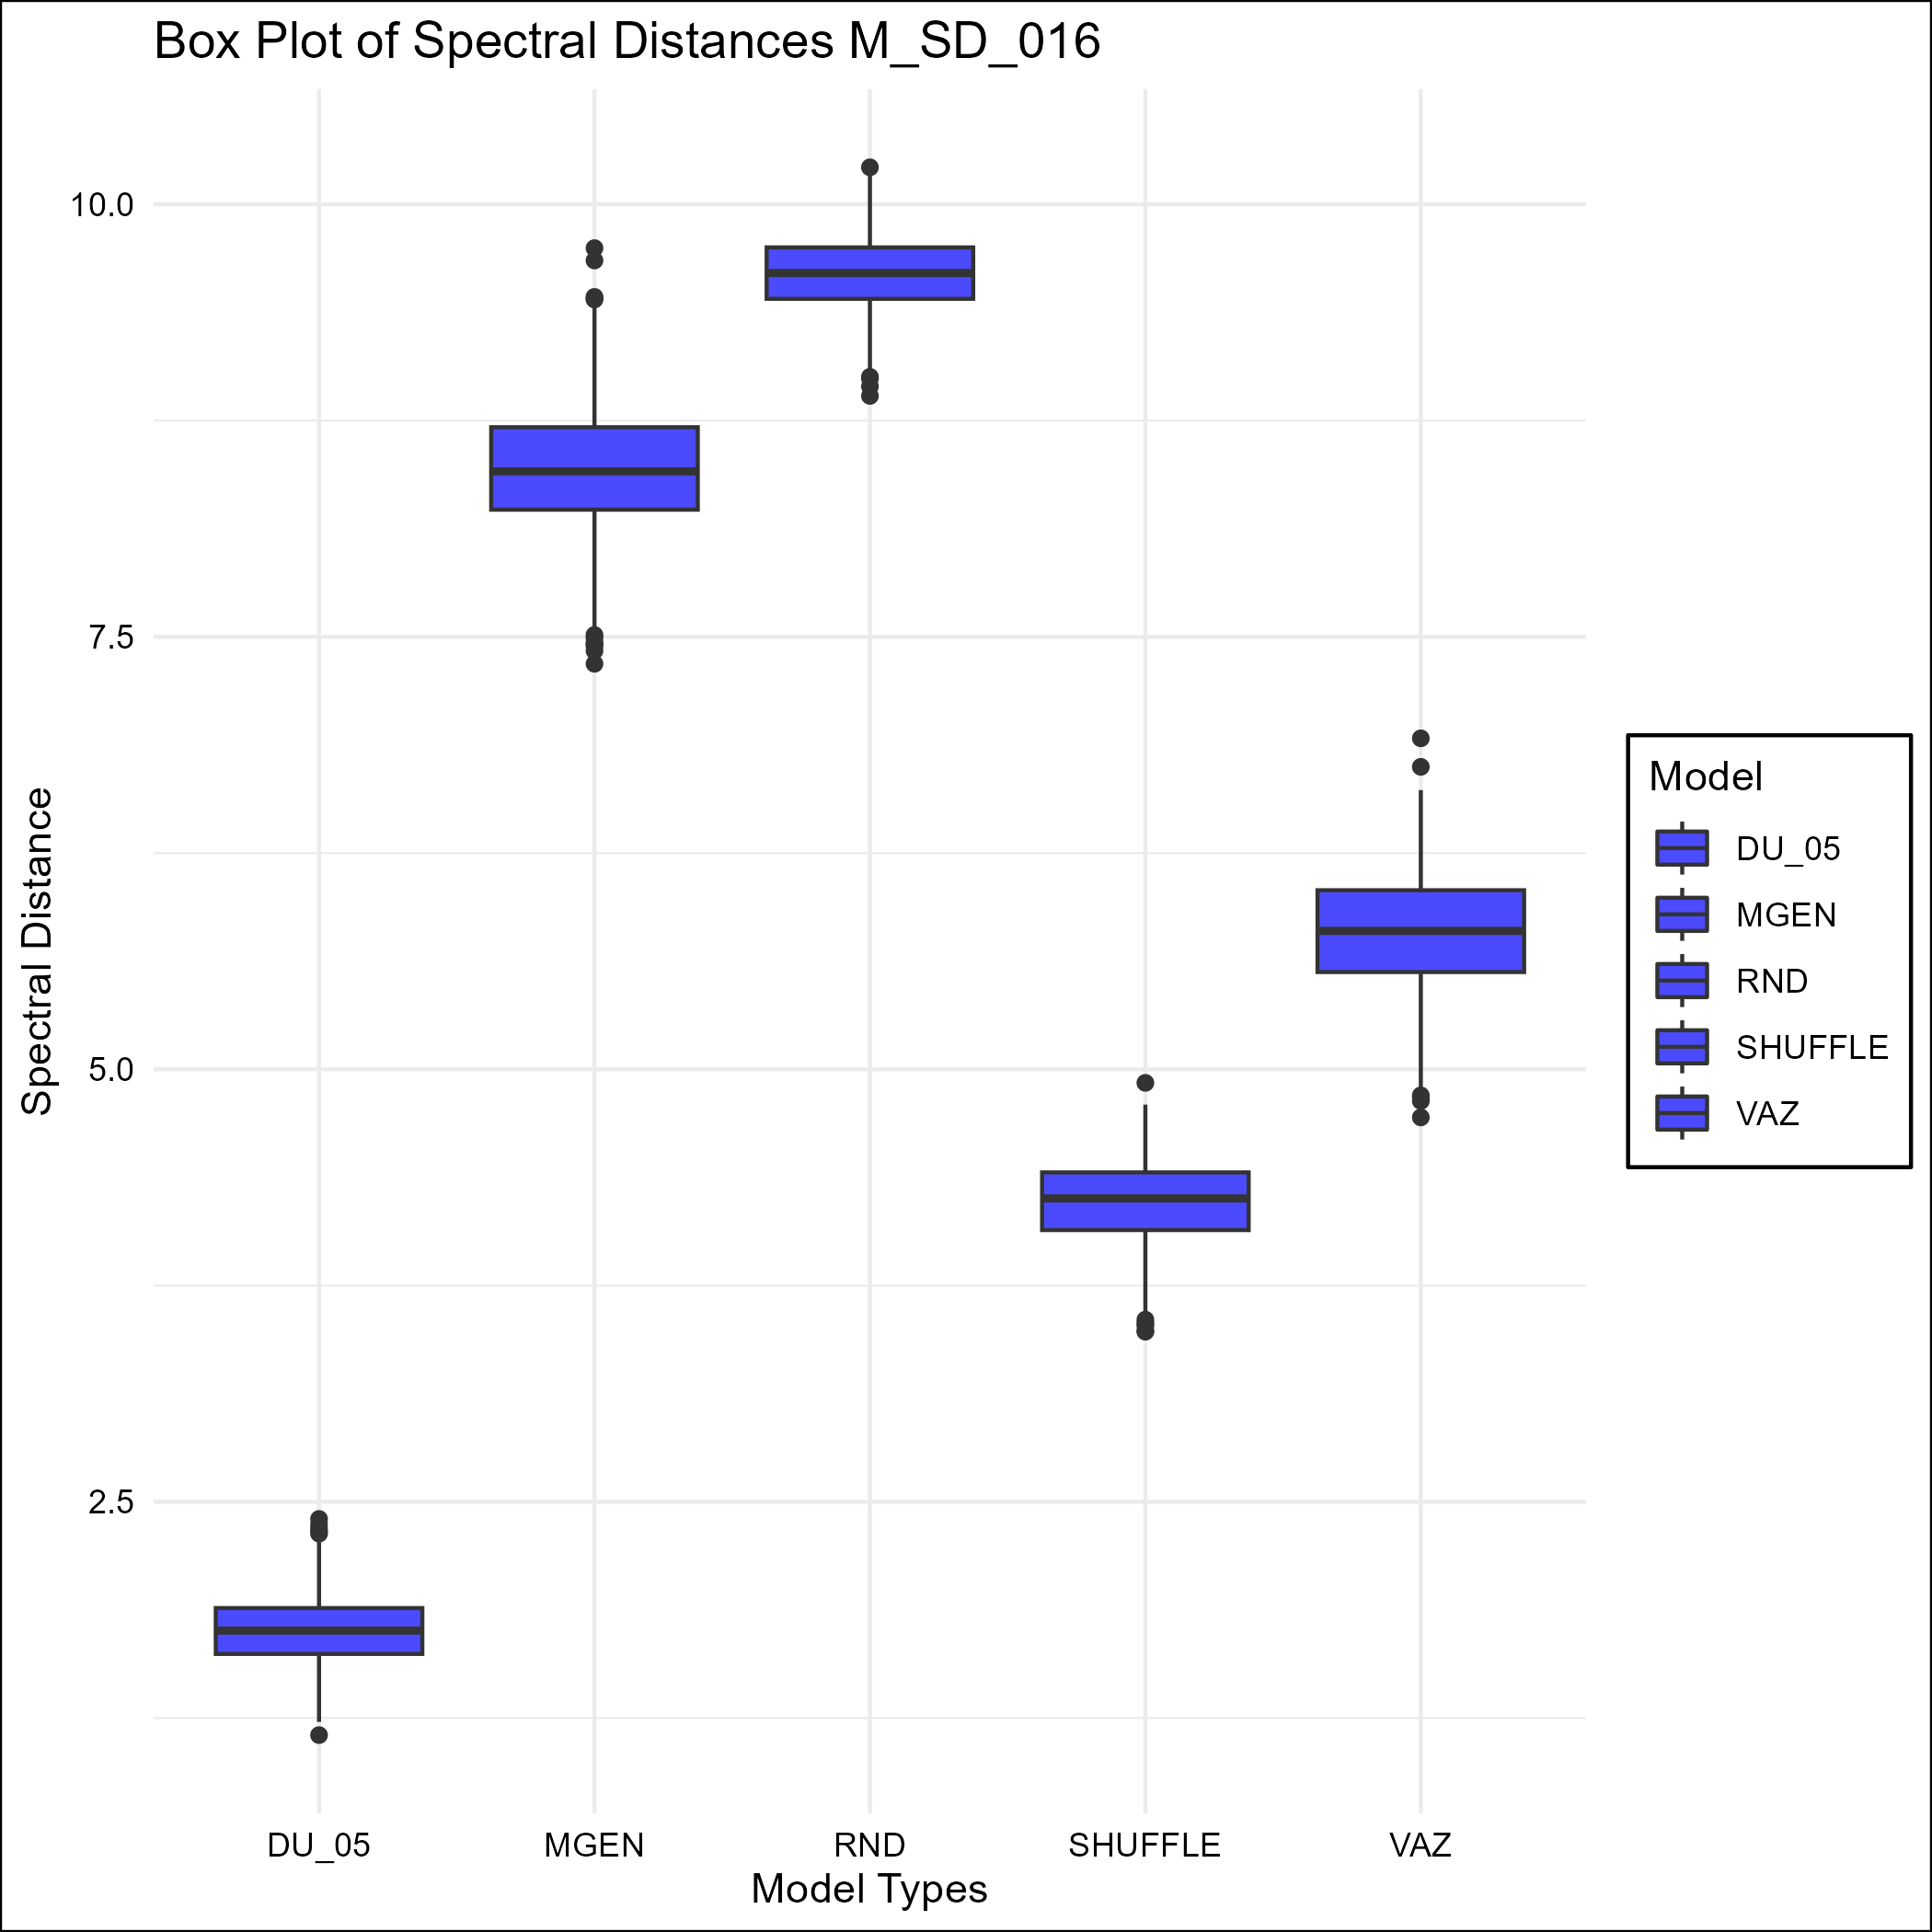 Box Plot of Spectral Distances M_SD_016
Spectral Distance
10.0
7.5
5.0
2.5
DU_05
MGEN
RND
SHUFFLE
VAZ
Model Types
Model
DU_05
MGEN
RND
SHUFFLE
VAZ